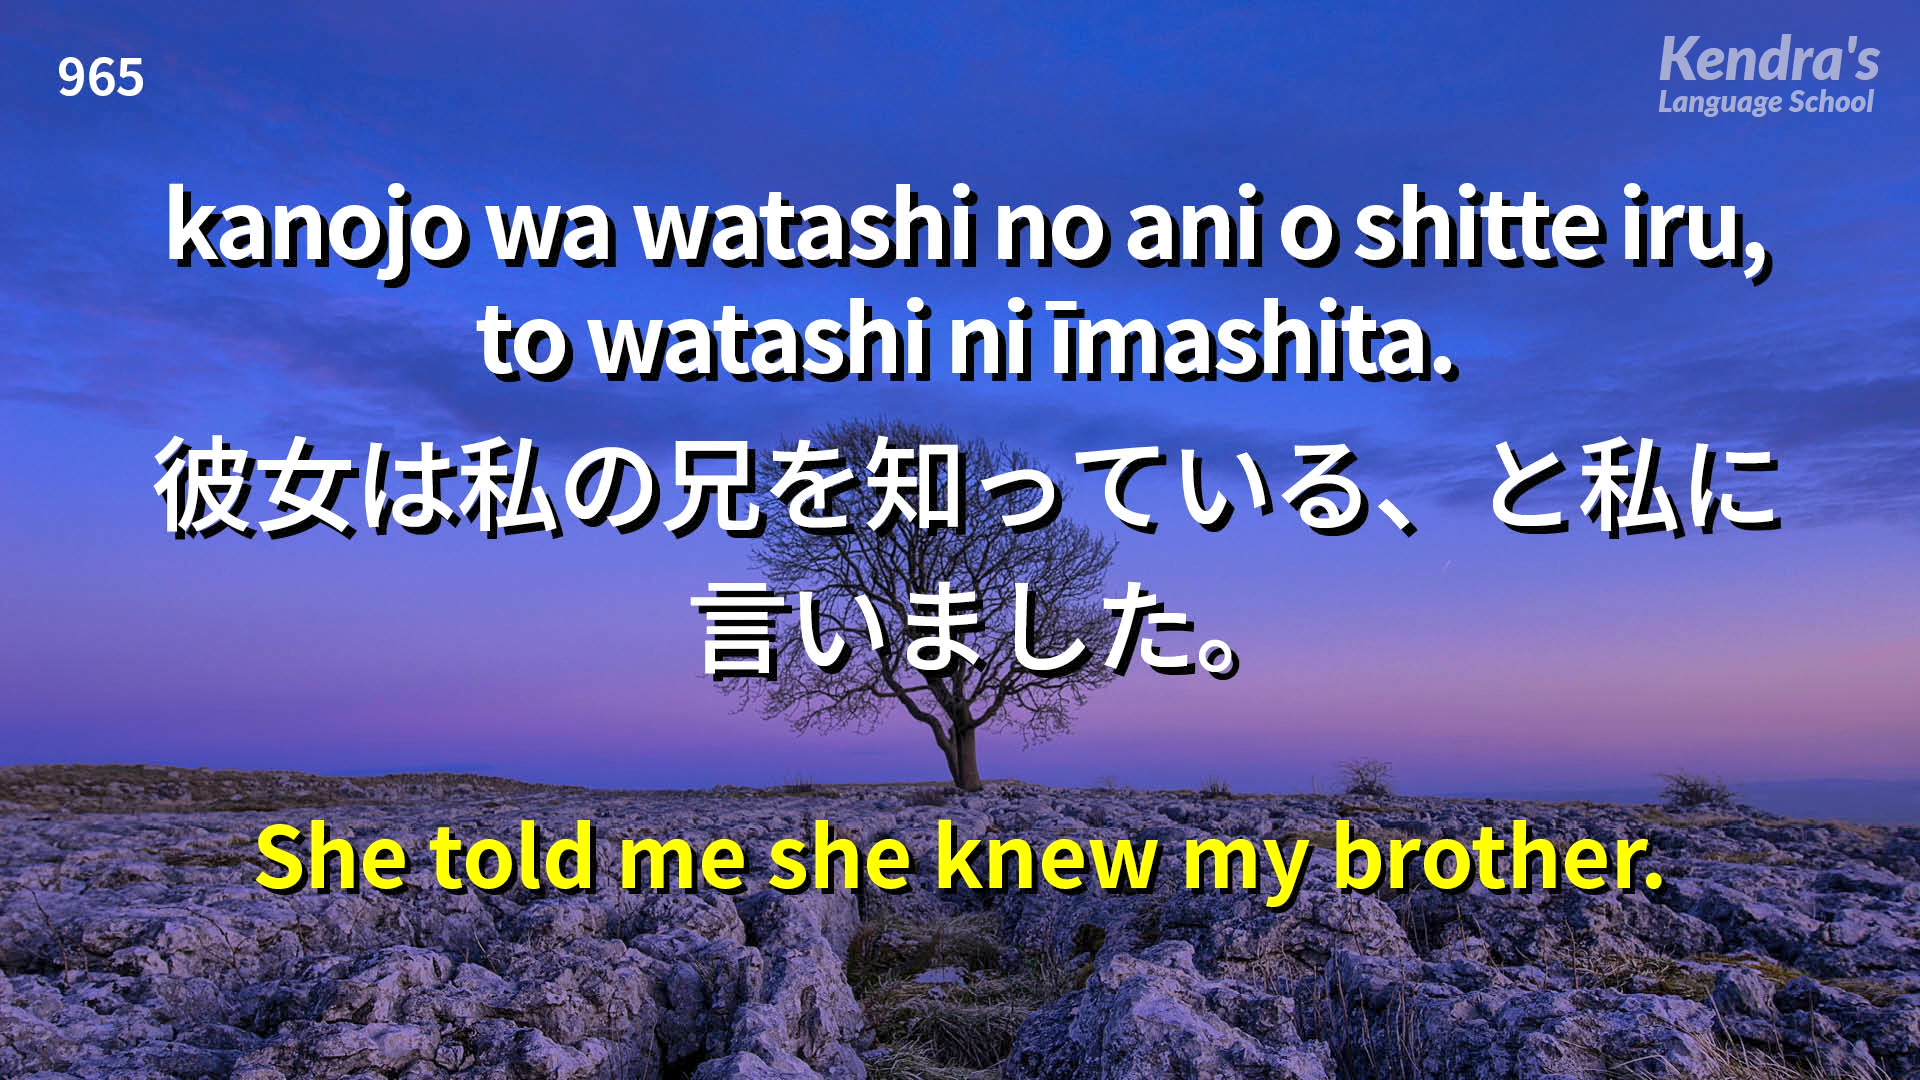 965
Kendra's
Language School
kanojo wa watashi no ani o shitte iru,
to watashi ni īmashita.
彼女は私の兄を知っている、と私に
言いました。
She told me she knew my brother.